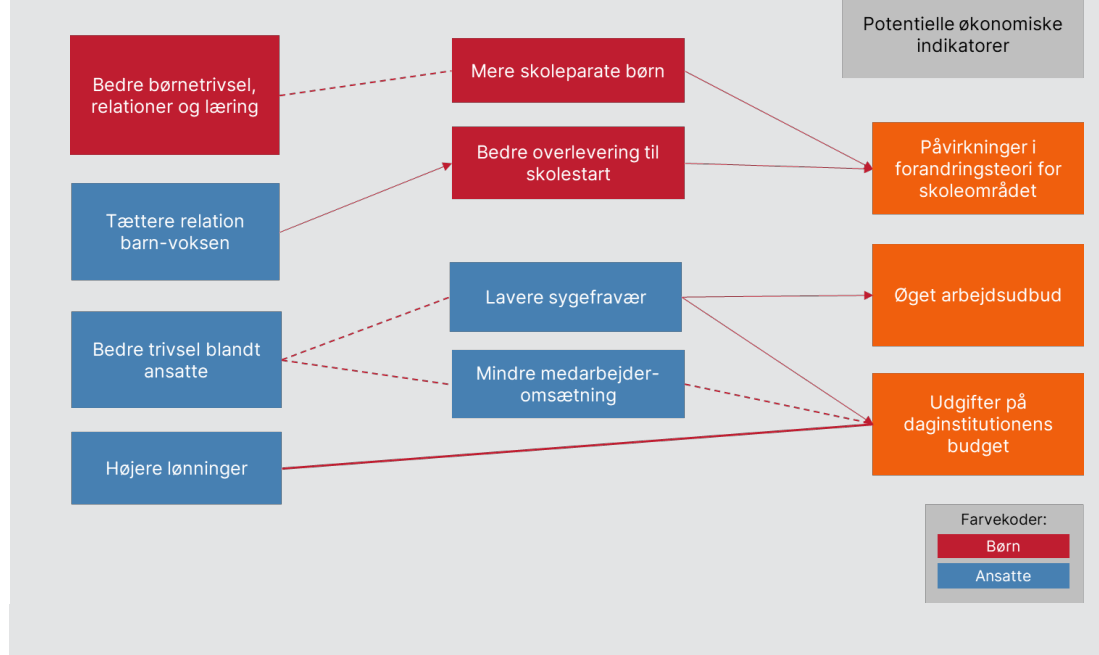 Potentielle økonomiske
indikatorer
Bedre børnetrivsel,
relationer og læring
Mere skoleparate børn
Bedre overlevering til
skolestart
Påvirkninger i
forandringsteori for
skoleområdet
Tættere relation
barn-voksen
Lavere sygefravær
Øget arbejdsudbud
Bedre trivsel blandt
ansatte
Mindre medarbejder-
omsætning
Udgifter på
daginstitutionens
budget
Højere lønninger
Farvekoder:
Børn
Ansatte